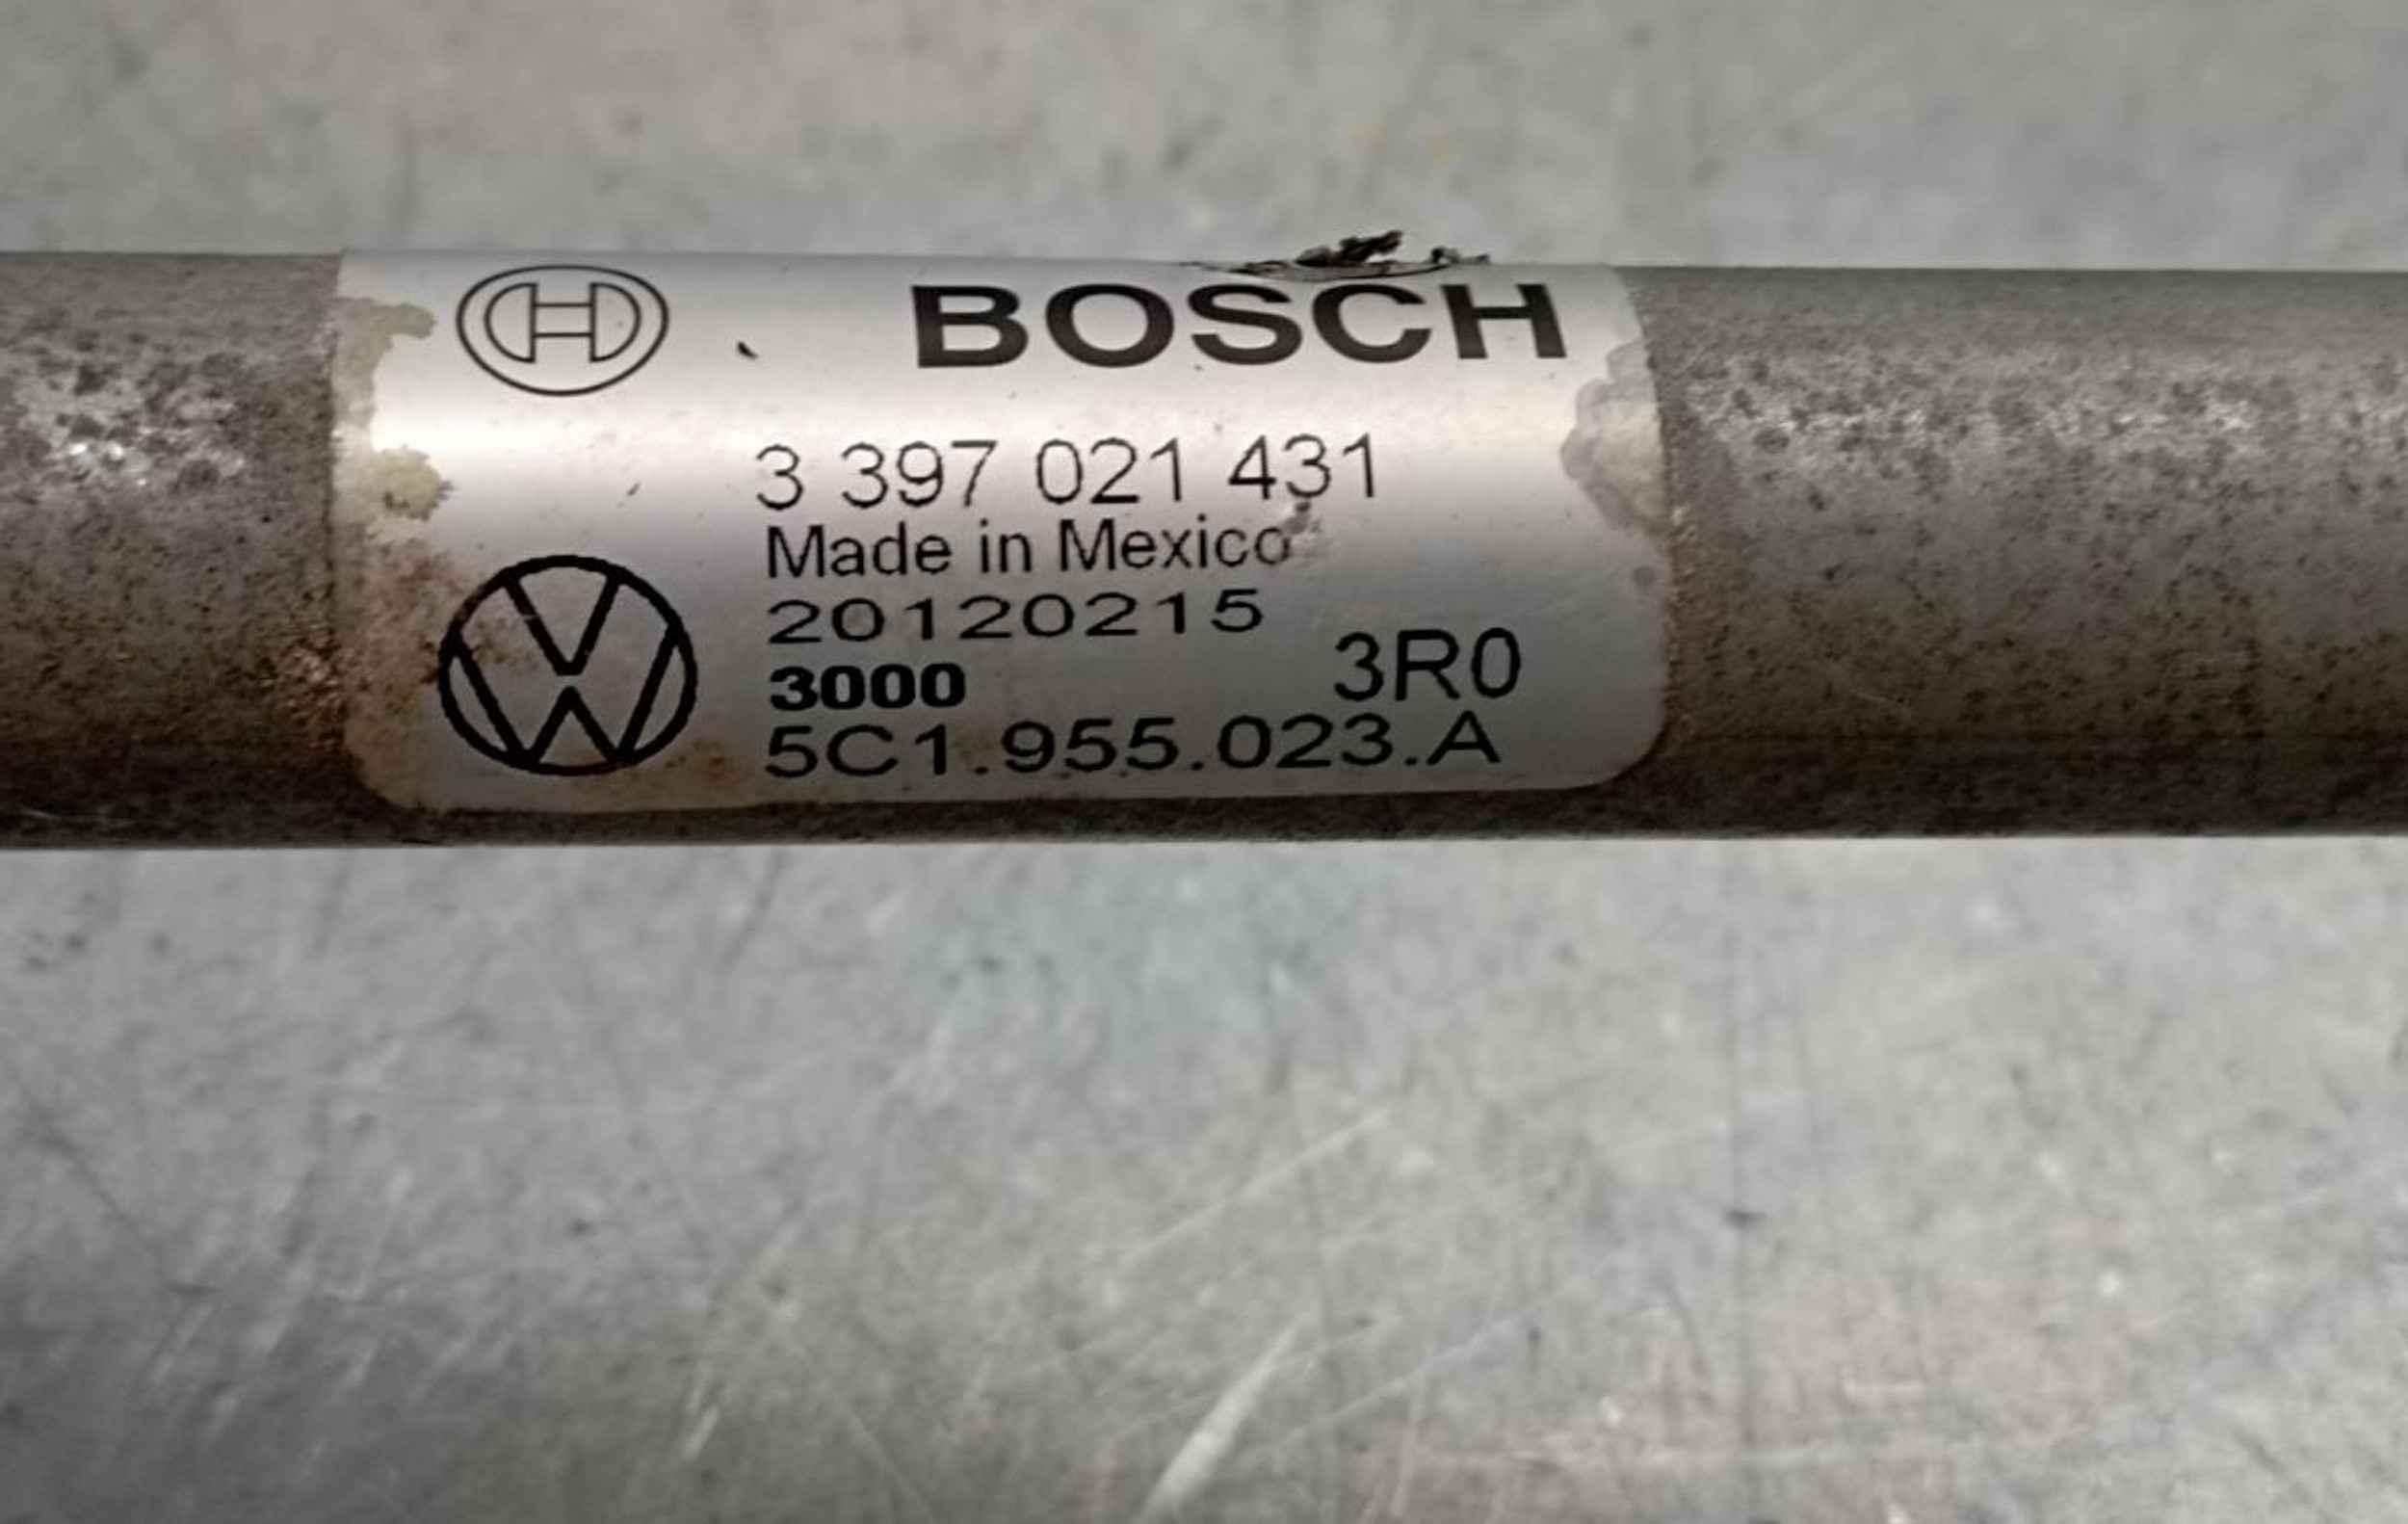 BOSCH
3 397 021 431
Made in Mexico
20120215
3000 3R0
5C1.955.023.A